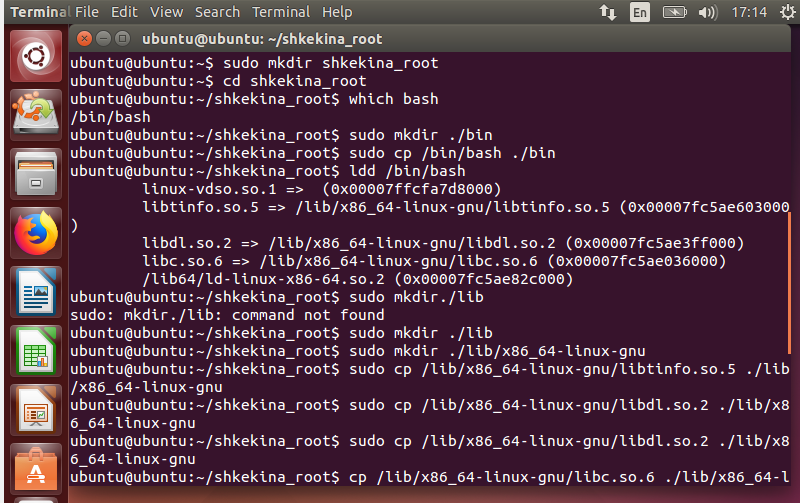 Terminal File Edit View Search Terminal Help En 17:14
ubuntu@ubuntu: ~/shkekina_root
ubuntu@ubuntu:~$ sudo mkdir shkekina_root
ubuntu@ubuntu:~$ cd shkekina_root
ubuntu@ubuntu:~/shkekina_root$ which bash
/bin/bash
ubuntu@ubuntu:~/shkekina_root$ sudo mkdir ./bin
ubuntu@ubuntu:~/shkekina_root$ sudo cp /bin/bash ./bin
ubuntu@ubuntu:~/shkekina_root$ ldd /bin/bash
linux-vdso.so.1 =>  (0x00007ffcfa7d8000)
libtinfo.so.5 => /lib/x86_64-linux-gnu/libtinfo.so.5 (0x00007fc5ae603000
)
libdl.so.2 => /lib/x86_64-linux-gnu/libdl.so.2 (0x00007fc5ae3ff000)
libc.so.6 => /lib/x86_64-linux-gnu/libc.so.6 (0x00007fc5ae036000)
/lib64/ld-linux-x86-64.so.2 (0x00007fc5ae82c000)
ubuntu@ubuntu:~/shkekina_root$ sudo mkdir./lib
sudo: mkdir./lib: command not found
ubuntu@ubuntu:~/shkekina_root$ sudo mkdir ./lib
ubuntu@ubuntu:~/shkekina_root$ sudo mkdir ./lib/x86_64-linux-gnu
ubuntu@ubuntu:~/shkekina_root$ sudo cp /lib/x86_64-linux-gnu/libtinfo.so.5 ./lib
/x86_64-linux-gnu
ubuntu@ubuntu:~/shkekina_root$ sudo cp /lib/x86_64-linux-gnu/libdl.so.2 ./lib/x8
6_64-linux-gnu
ubuntu@ubuntu:~/shkekina_root$ sudo cp /lib/x86_64-linux-gnu/libdl.so.2 ./lib/x8
6_64-linux-gnu
ubuntu@ubuntu:~/shkekina_root$ cp /lib/x86_64-linux-gnu/libc.so.6 ./lib/x86_64-l